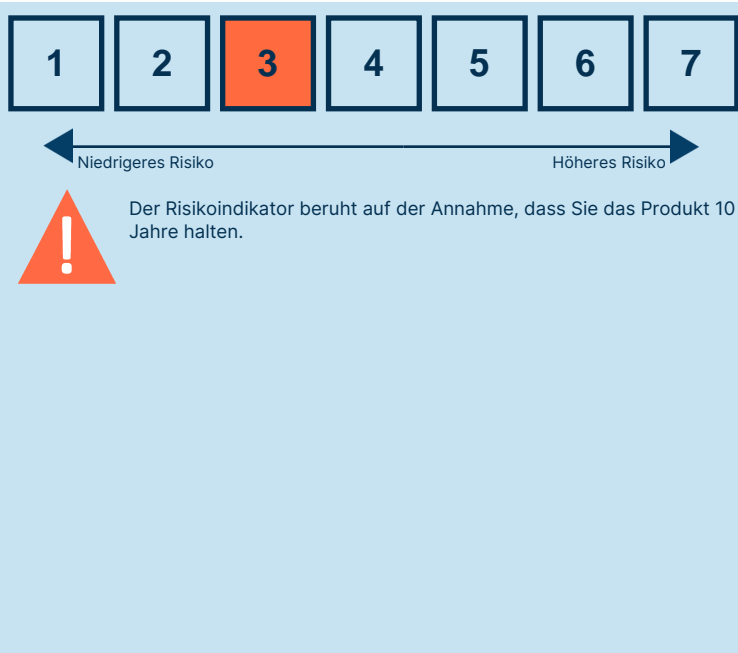 1 2 3 4 5 6 7
Niedrigeres Risiko Höheres Risiko
Der Risikoindikator beruht auf der Annahme, dass Sie das Produkt 10
Jahre halten.